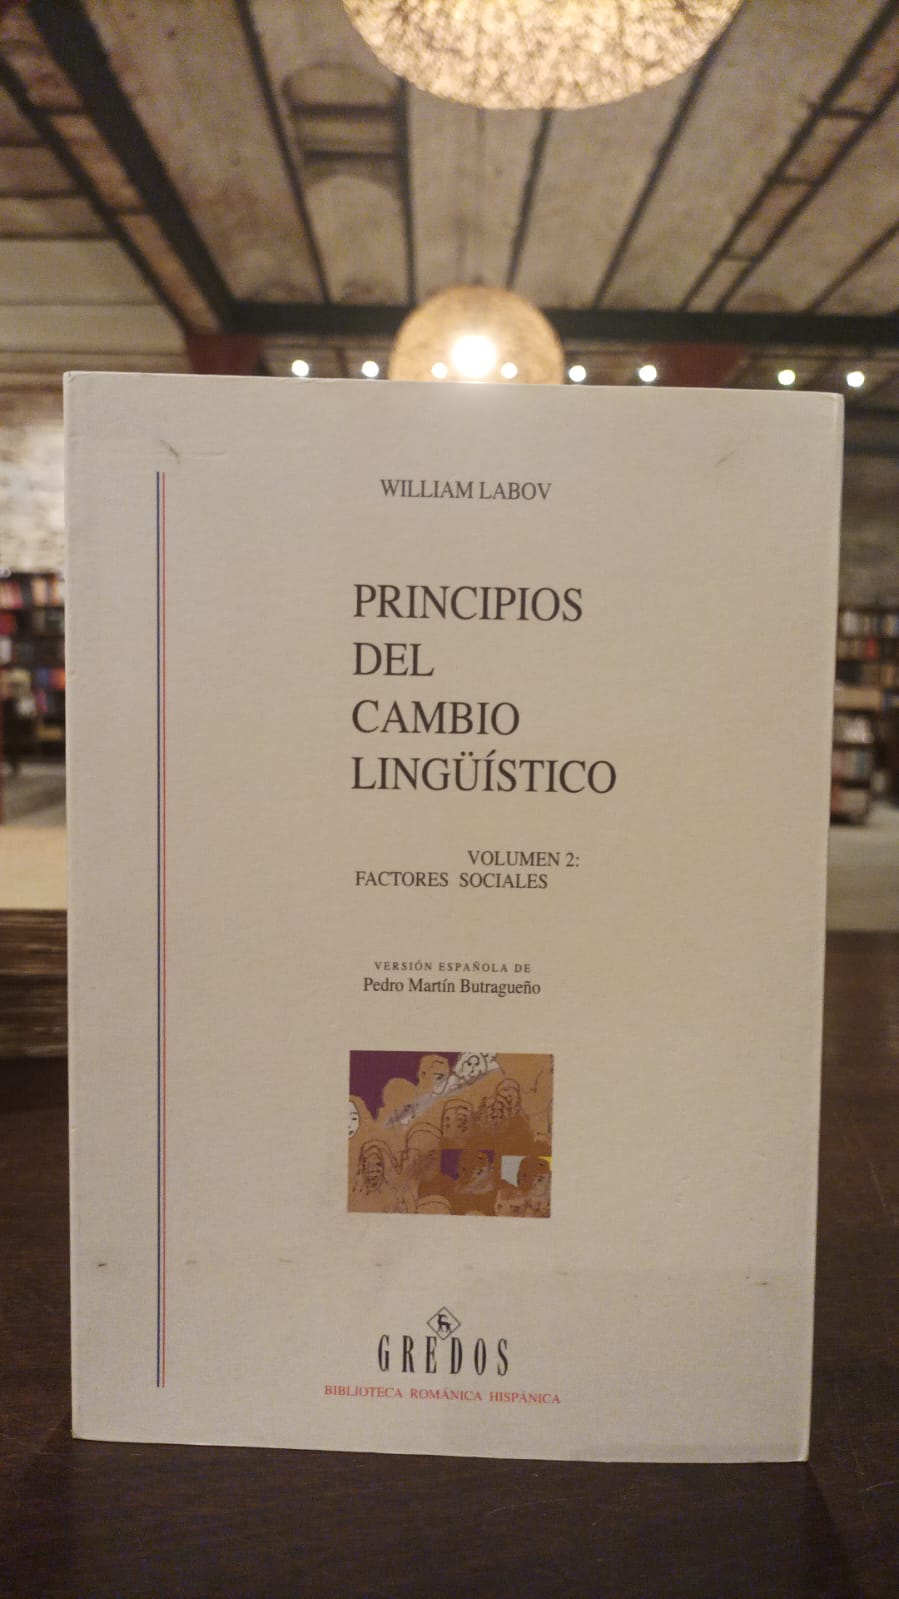 WILLIAM LABOV
PRINCIPIOS
DEL
CAMBIO
LINGÜÍSTICO
VOLUMEN 2:
FACTORES SOCIALES
VERSIÓN ESPAÑOLA DE
Pedro Martín Butragueño
GREDOS
BIBLIOTECA ROMÁNICA HISPÁNICA